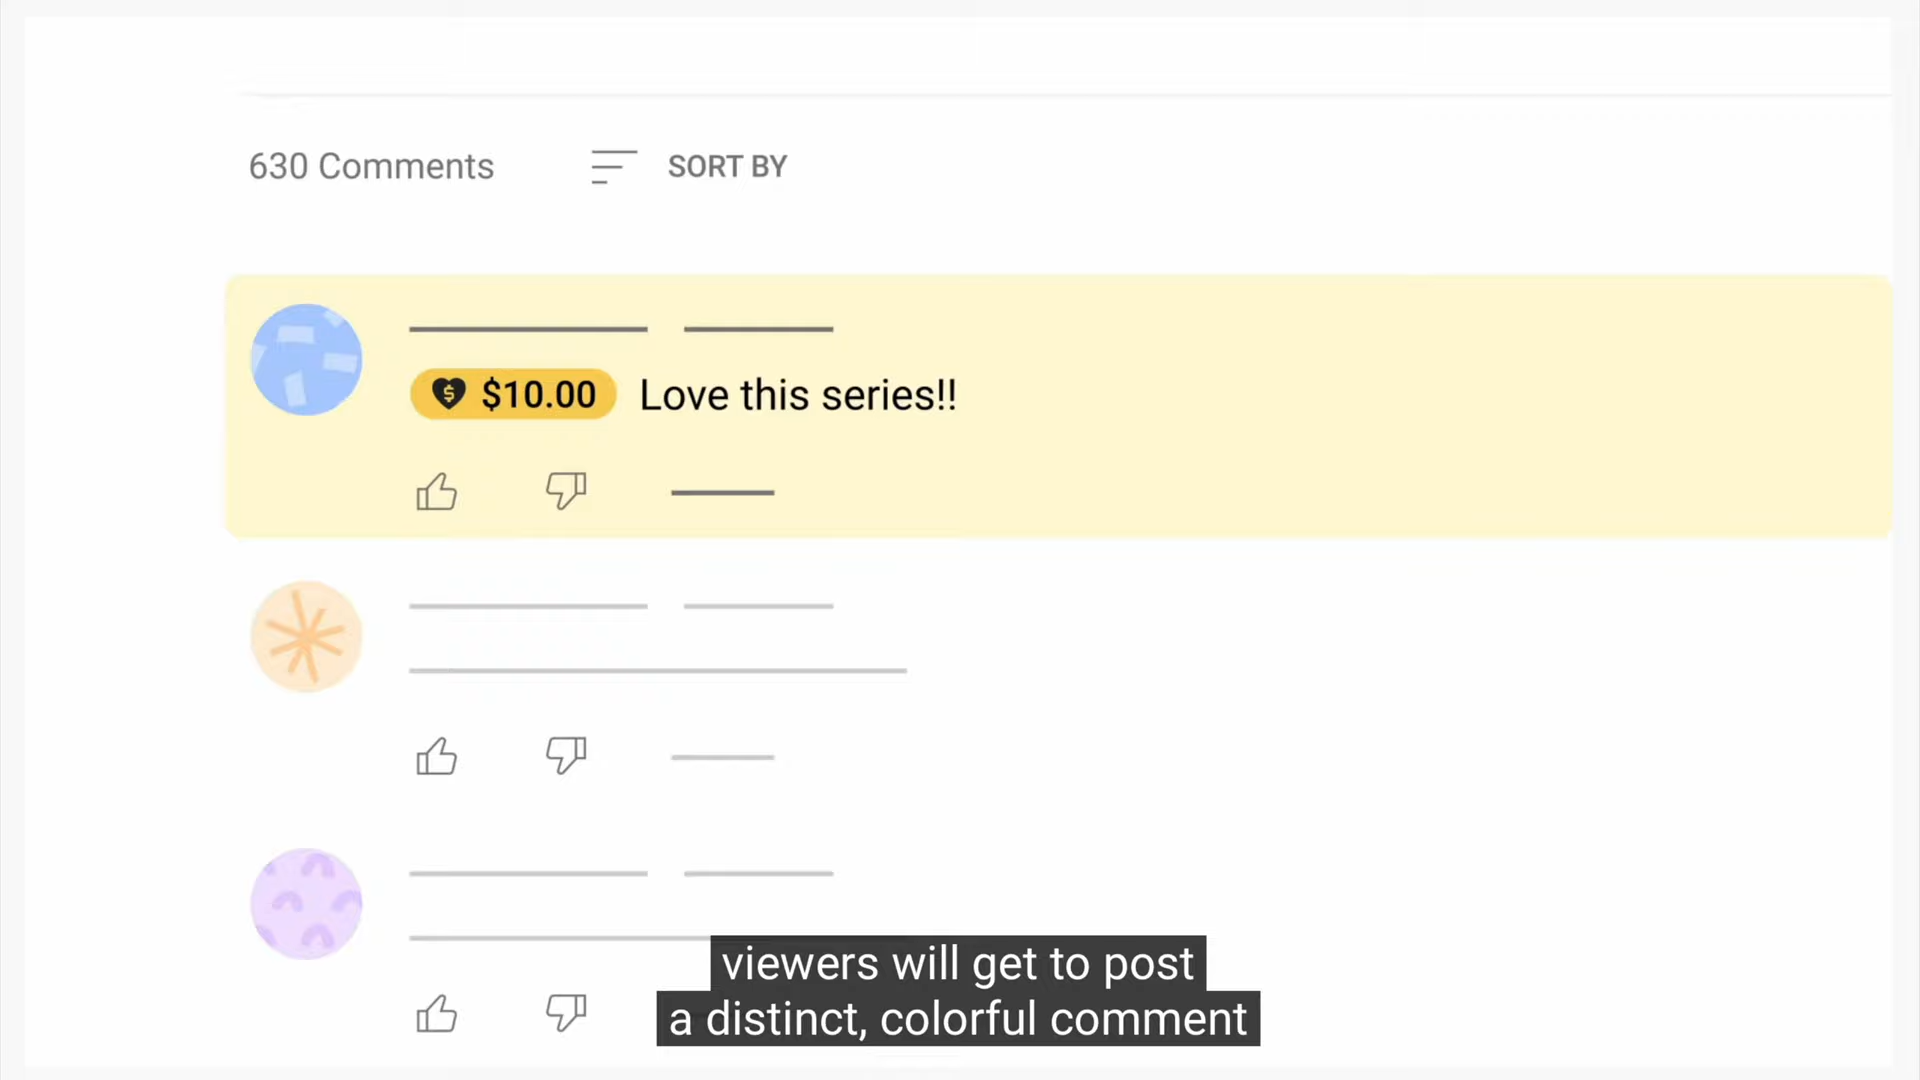 630 Comments SORT BY
$10.00 Love this series!!
viewers will get to post
a distinct, colorful comment